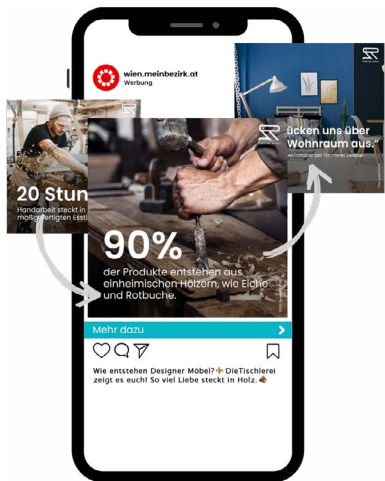 wien.meinbezirk.at
Werbung
ücken uns über
Wohnraum aus."
20 Stun
Handarbeit steckt in
maßgefertigten Essti
90%
der Produkte entstehen aus
einheimischen Hölzern, wie Eiche
und Rotbuche.
Mehr dazu
Wie entstehen Designer Möbel? DieTischlerei
zeigt es euch! So viel Liebe steckt in Holz.